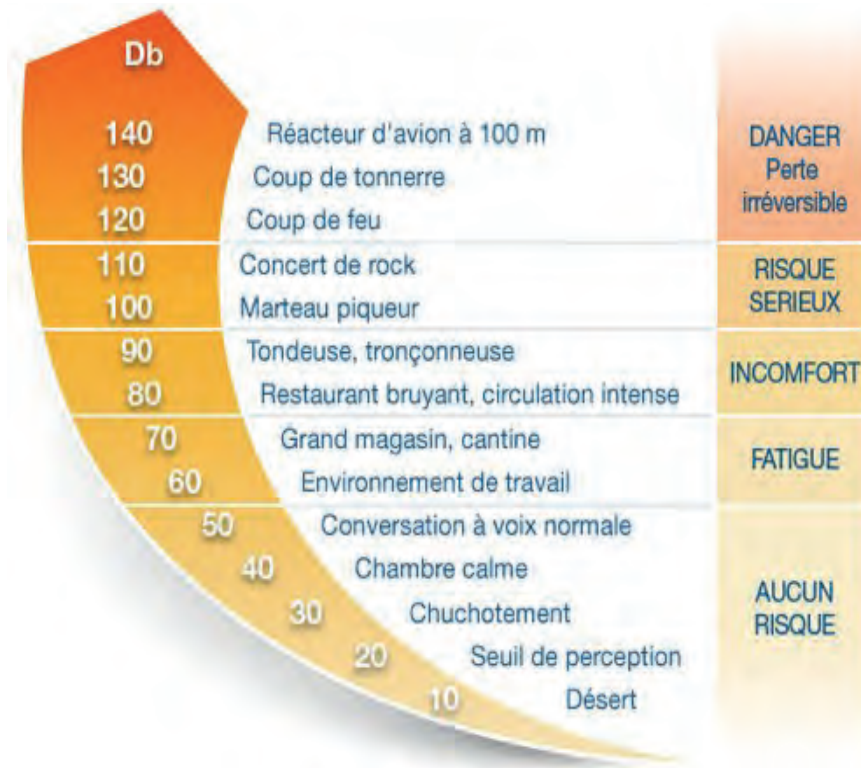 Db
140 Réacteur d'avion à 100 m
130 Coup de tonnerre
120 Coup de feu
DANGER
Perte
irréversible
110 Concert de rock
100 Marteau piqueur
RISQUE
SERIEUX
90 Tondeuse, tronçonneuse
80 Restaurant bruyant, circulation intense
INCOMFORT
70 Grand magasin, cantine
60 Environnement de travail
FATIGUE
50 Conversation à voix normale
40 Chambre calme
30 Chuchotement
20 Seuil de perception
10 Désert
AUCUN
RISQUE